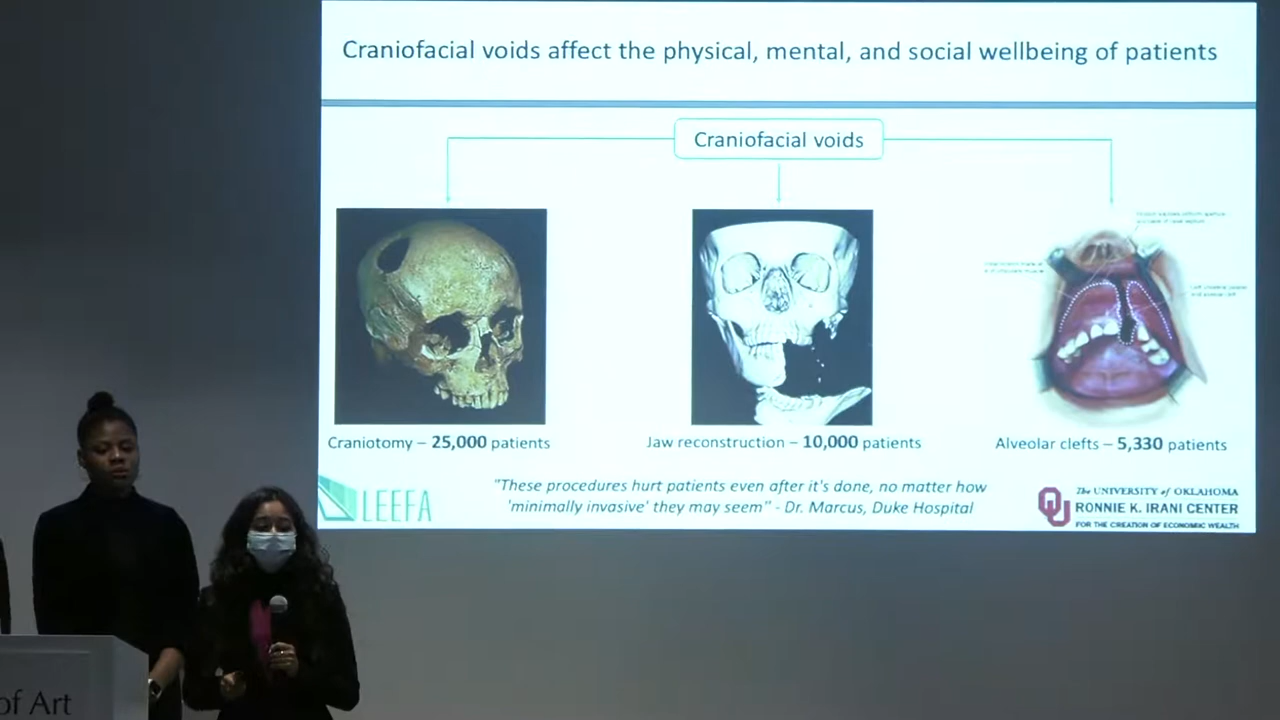 Craniofacial voids affect the physical, mental, and social wellbeing of patients
Craniofacial voids
Craniotomy – 25,000 patients
Jaw reconstruction – 10,000 patients
Alveolar clefts – 5,330 patients
"These procedures hurt patients even after it's done, no matter how
'minimally invasive' they may seem" - Dr. Marcus, Duke Hospital
LEEFA
OU
The UNIVERSITY of OKLAHOMA
RONNIE K. IRANI CENTER
FOR THE CREATION OF ECONOMIC WEALTH
of Art